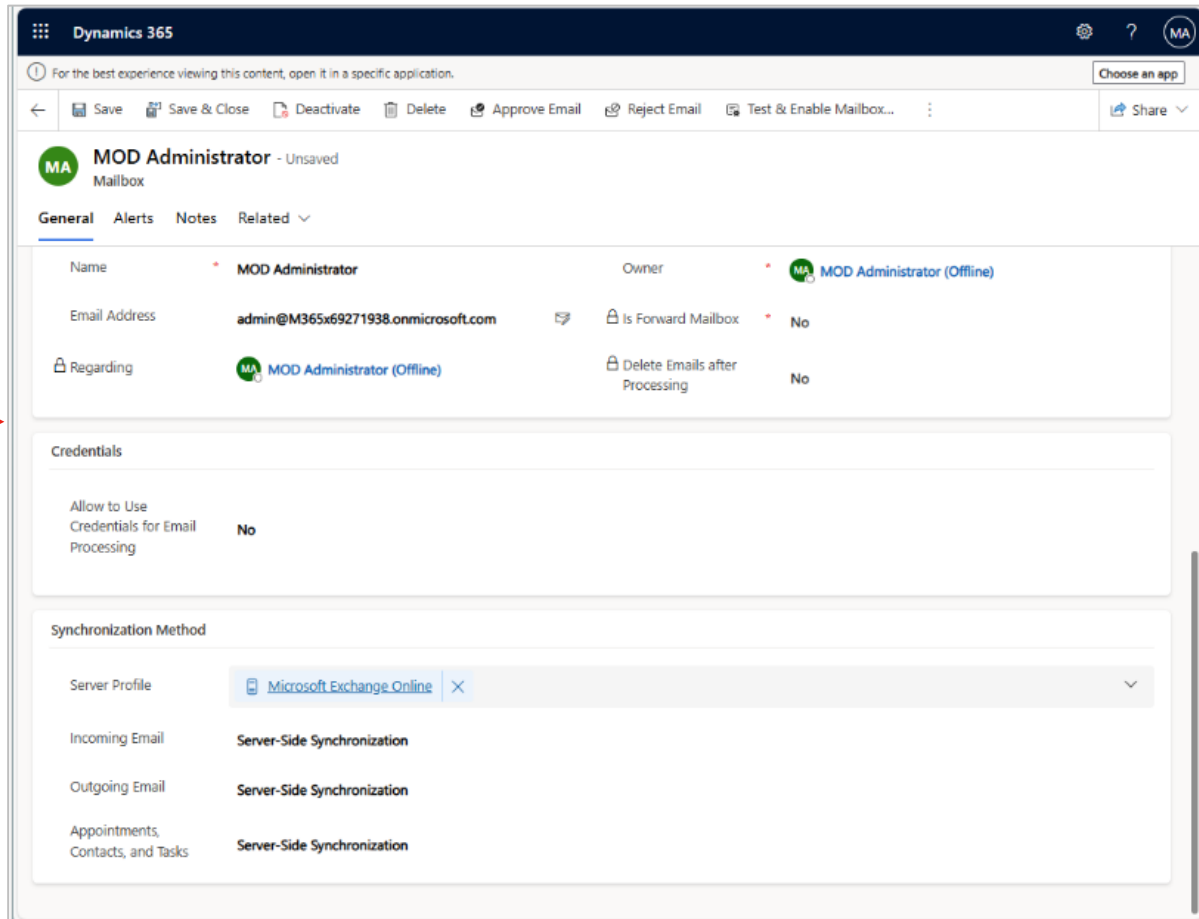 Dynamics 365
?
MA
For the best experience viewing this content, open it in a specific application.
Choose an app
Save
Save & Close
Deactivate
Delete
Approve Email
Reject Email
Test & Enable Mailbox...
Share
MA
MOD Administrator - Unsaved
Mailbox
General
Alerts
Notes
Related
Name
*
MOD Administrator
Owner
*
MA
MOD Administrator (Offline)
Email Address
admin@M365x69271938.onmicrosoft.com
Is Forward Mailbox
*
No
Regarding
MA
MOD Administrator (Offline)
Delete Emails after
Processing
No
Credentials
Allow to Use
Credentials for Email
Processing
No
Synchronization Method
Server Profile
Microsoft Exchange Online
Incoming Email
Server-Side Synchronization
Outgoing Email
Server-Side Synchronization
Appointments,
Contacts, and Tasks
Server-Side Synchronization